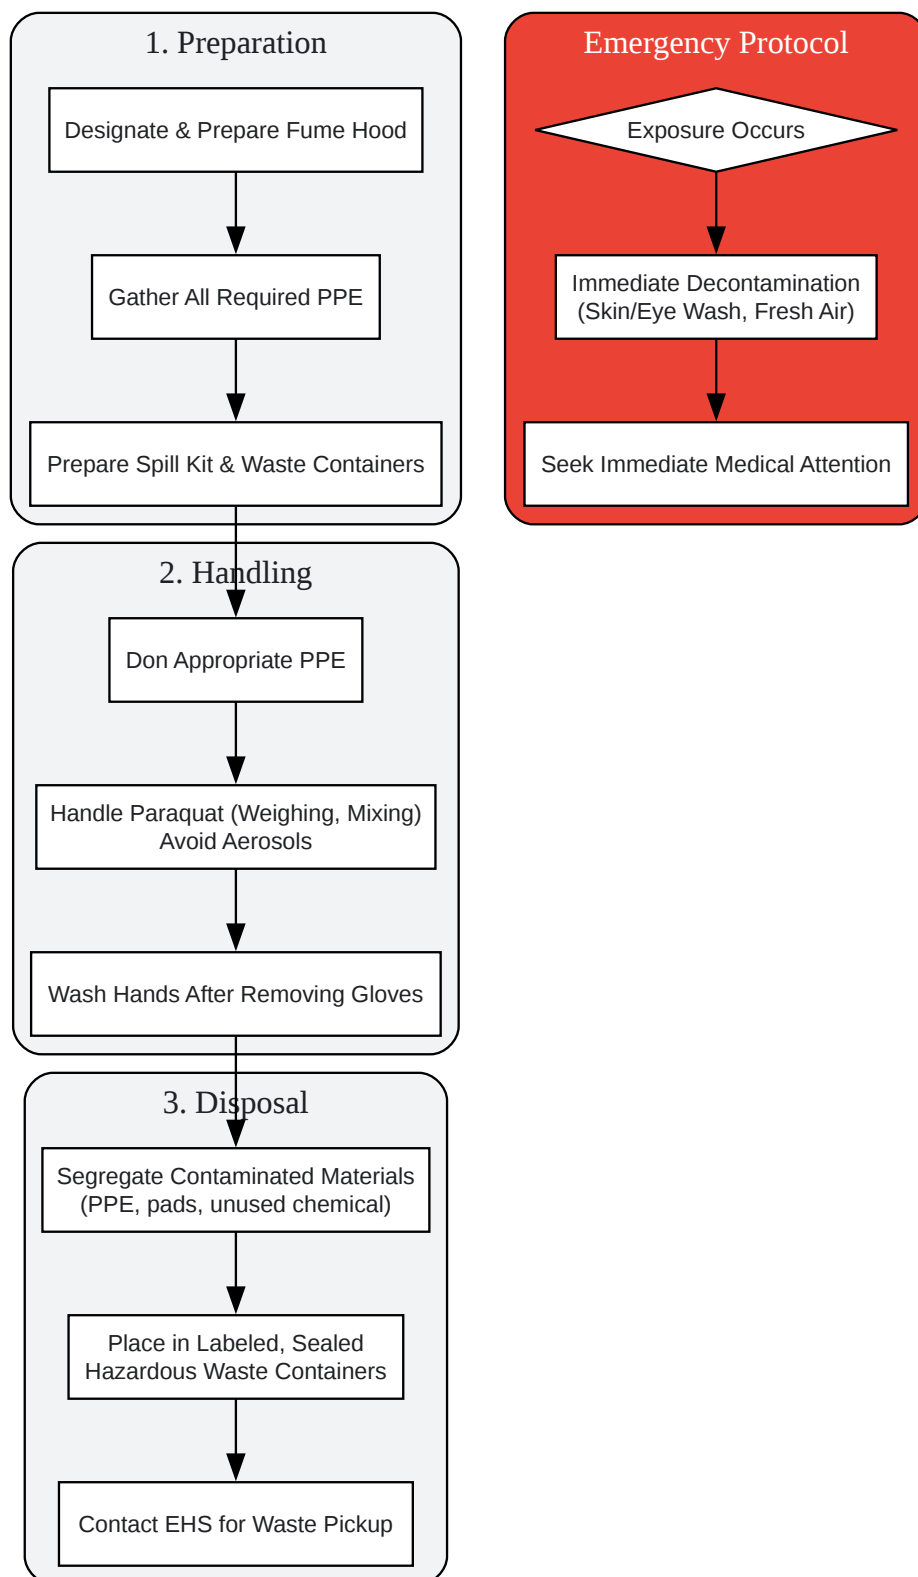 1. Preparation
Designate & Prepare Fume Hood
Gather All Required PPE
Prepare Spill Kit & Waste Containers
Emergency Protocol
Exposure Occurs
Immediate Decontamination
(Skin/Eye Wash, Fresh Air)
Seek Immediate Medical Attention
2. Handling
Don Appropriate PPE
Handle Paraquat (Weighing, Mixing)
Avoid Aerosols
Wash Hands After Removing Gloves
3. Disposal
Segregate Contaminated Materials
(PPE, pads, unused chemical)
Place in Labeled, Sealed
Hazardous Waste Containers
Contact EHS for Waste Pickup